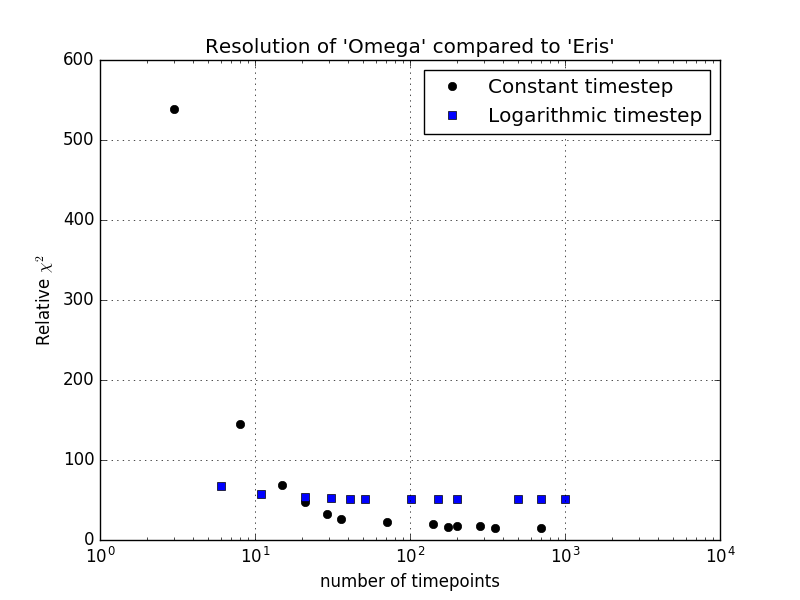 Resolution of 'Omega' compared to 'Eris'
600
500
400
300
200
100
0
Relative χ²
Constant timestep
Logarithmic timestep
10⁰
10¹
10²
10³
10⁴
number of timepoints